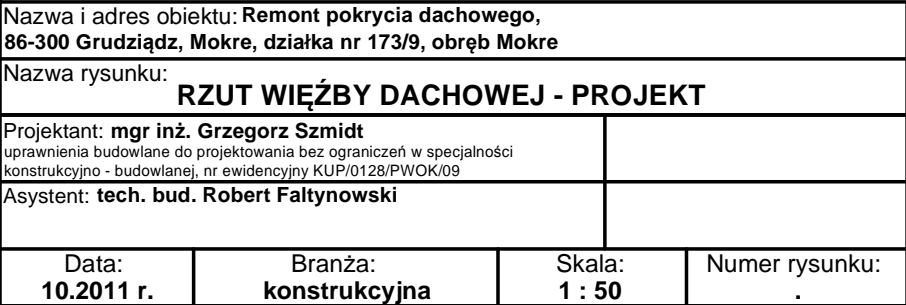 Nazwa i adres obiektu: Remont pokrycia dachowego,
86-300 Grudziądz, Mokre, działka nr 173/9, obręb Mokre
Nazwa rysunku:
RZUT WIĘŹBY DACHOWEJ - PROJEKT
Projektant: mgr inż. Grzegorz Szmidt
uprawnienia budowlane do projektowania bez ograniczeń w specjalności
konstrukcyjno - budowlanej, nr ewidencyjny KUP/0128/PWOK/09
Asystent: tech. bud. Robert Faltynowski
Data: Branża: Skala: Numer rysunku:
10.2011 r. konstrukcyjna 1 : 50 .